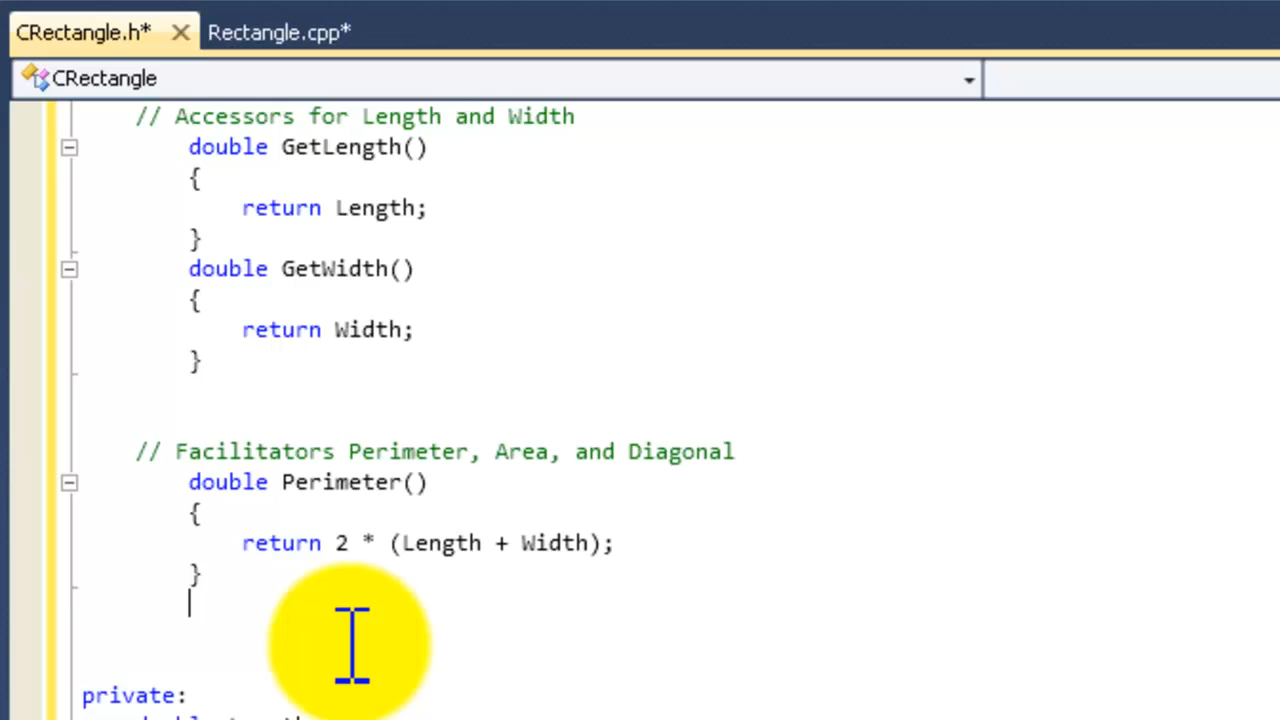 CRectangle.h* Rectangle.cpp*
CRectangle
// Accessors for Length and Width
double GetLength()
{
return Length;
}
double GetWidth()
{
return Width;
}
// Facilitators Perimeter, Area, and Diagonal
double Perimeter()
{
return 2 * (Length + Width);
}
private: